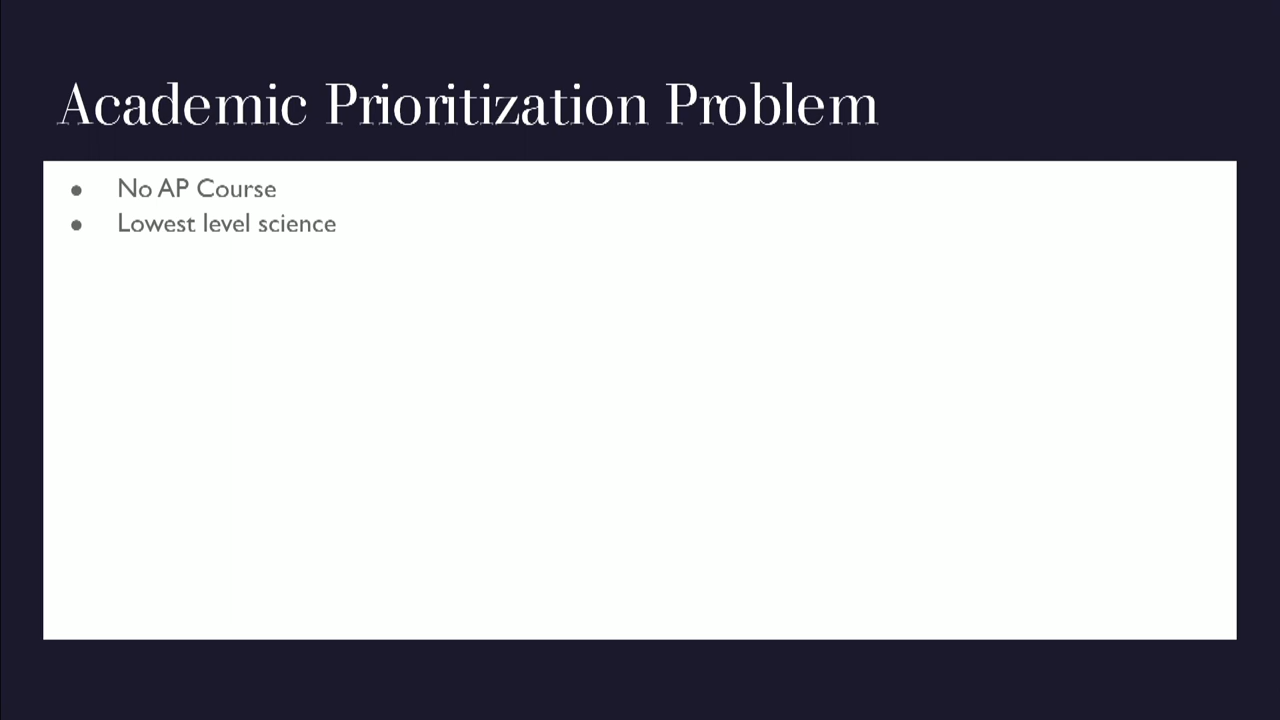 Academic Prioritization Problem
● No AP Course
● Lowest level science